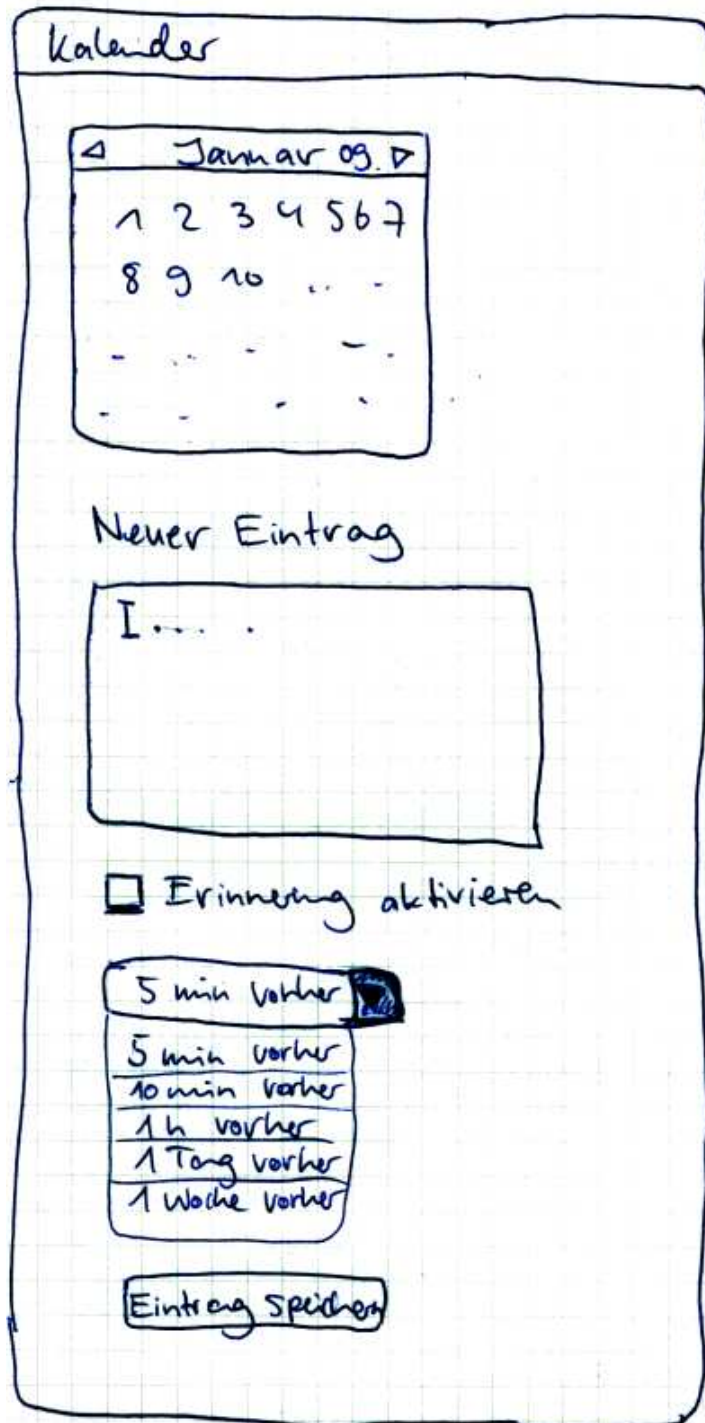 Kalender
Januar 09.
1 2 3 4 5 6 7
8 9 10 .. -
Neuer Eintrag
I.... .
Erinnerung aktivieren
5 min vorher
5 min vorher
10 min vorher
1 h vorher
1 Tag vorher
1 Woche vorher
Eintrag speichern